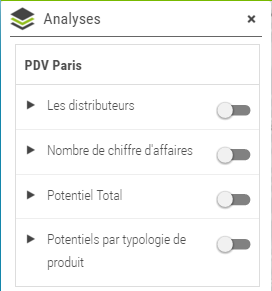 Analyses
PDV Paris
Les distributeurs
Nombre de chiffre d'affaires
Potentiel Total
Potentiels par typologie de
produit